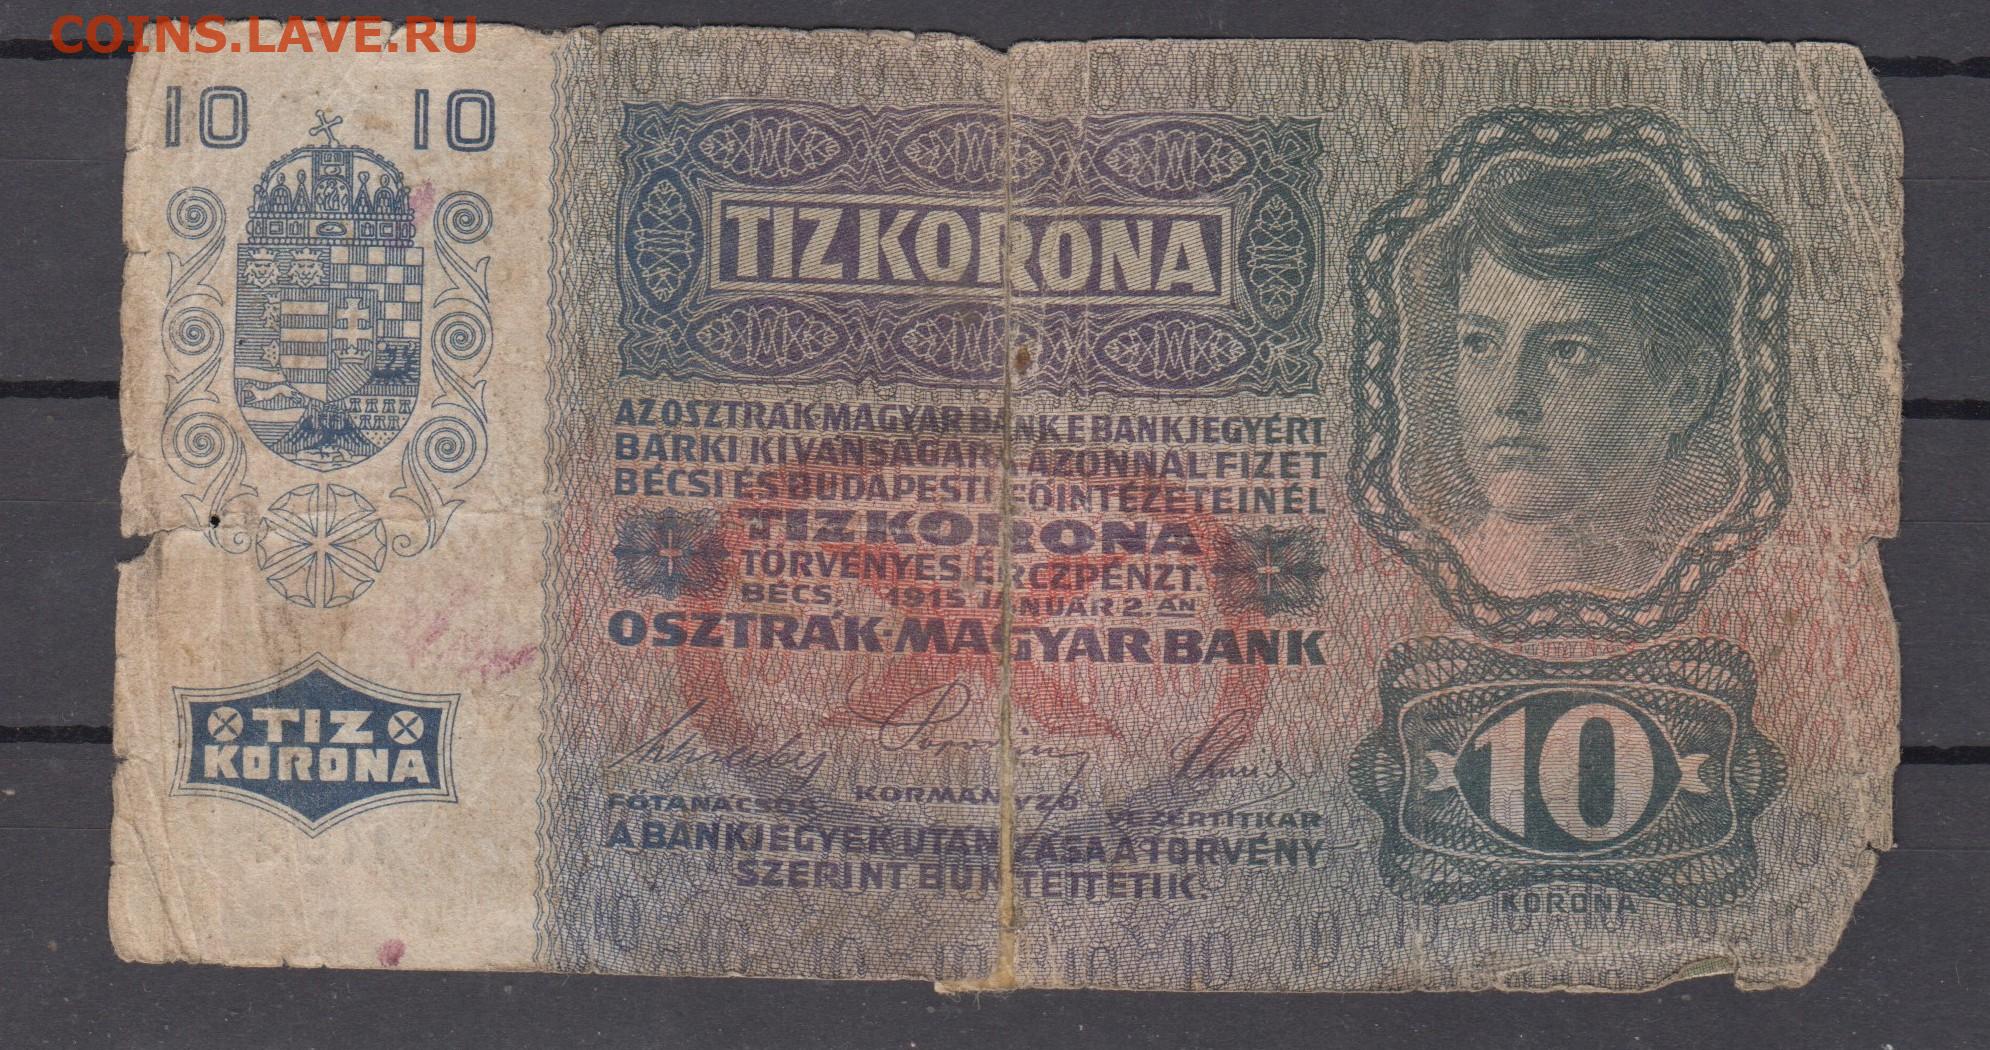 COINS.LAVE.RU
10 10
TIZ KORONA
AZ OSZTRÁK-MAGYAR BANK E BANKJEGYÉRT
BÁRKI KIVÁNSÁGÁRA AZONNAL FIZET
BÉCSI ÉS BUDAPESTI FŐINTÉZETEINÉL
TIZ KORONA
TÖRVÉNYES ÉRCZPÉNZT.
BÉCS, 1915 JANUÁR 2.-ÁN
OSZTRÁK-MAGYAR BANK
FŐTANÁCSOS KORMÁNYZÓ VEZÉRTITKÁR
A BANKJEGYEK UTÁNZÁSA A TÖRVÉNY
SZERINT BÜNTETTETIK.
TIZ
KORONA
10
KORONA